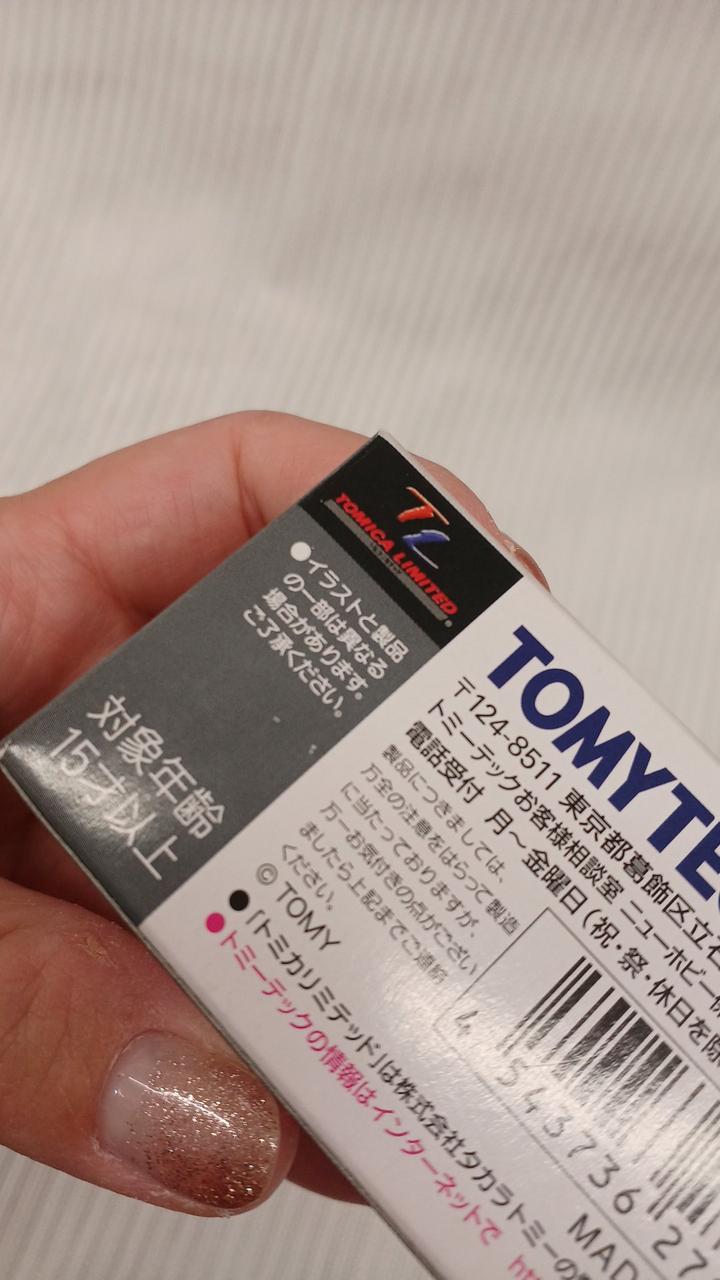 TL
TOMICA LIMITED
●イラストと製品
の一部は異なる
場合があります。
ご了承ください。
対象年齢
15才以上
TOMYTE
〒124-8511 東京都葛飾区立石
トミーテックお客様相談室 ニューホビー
電話受付 月～金曜日(祝・祭・休日を除
製品につきましては、
万全の注意をはらって製造
に当たっておりますが、
万一お気付きの点がござい
ましたら上記までご連絡
ください。
© TOMY
●「トミカリミテッド」は株式会社タカラトミーの
●トミーテックの情報はインターネットで
4 543736 27
MAD